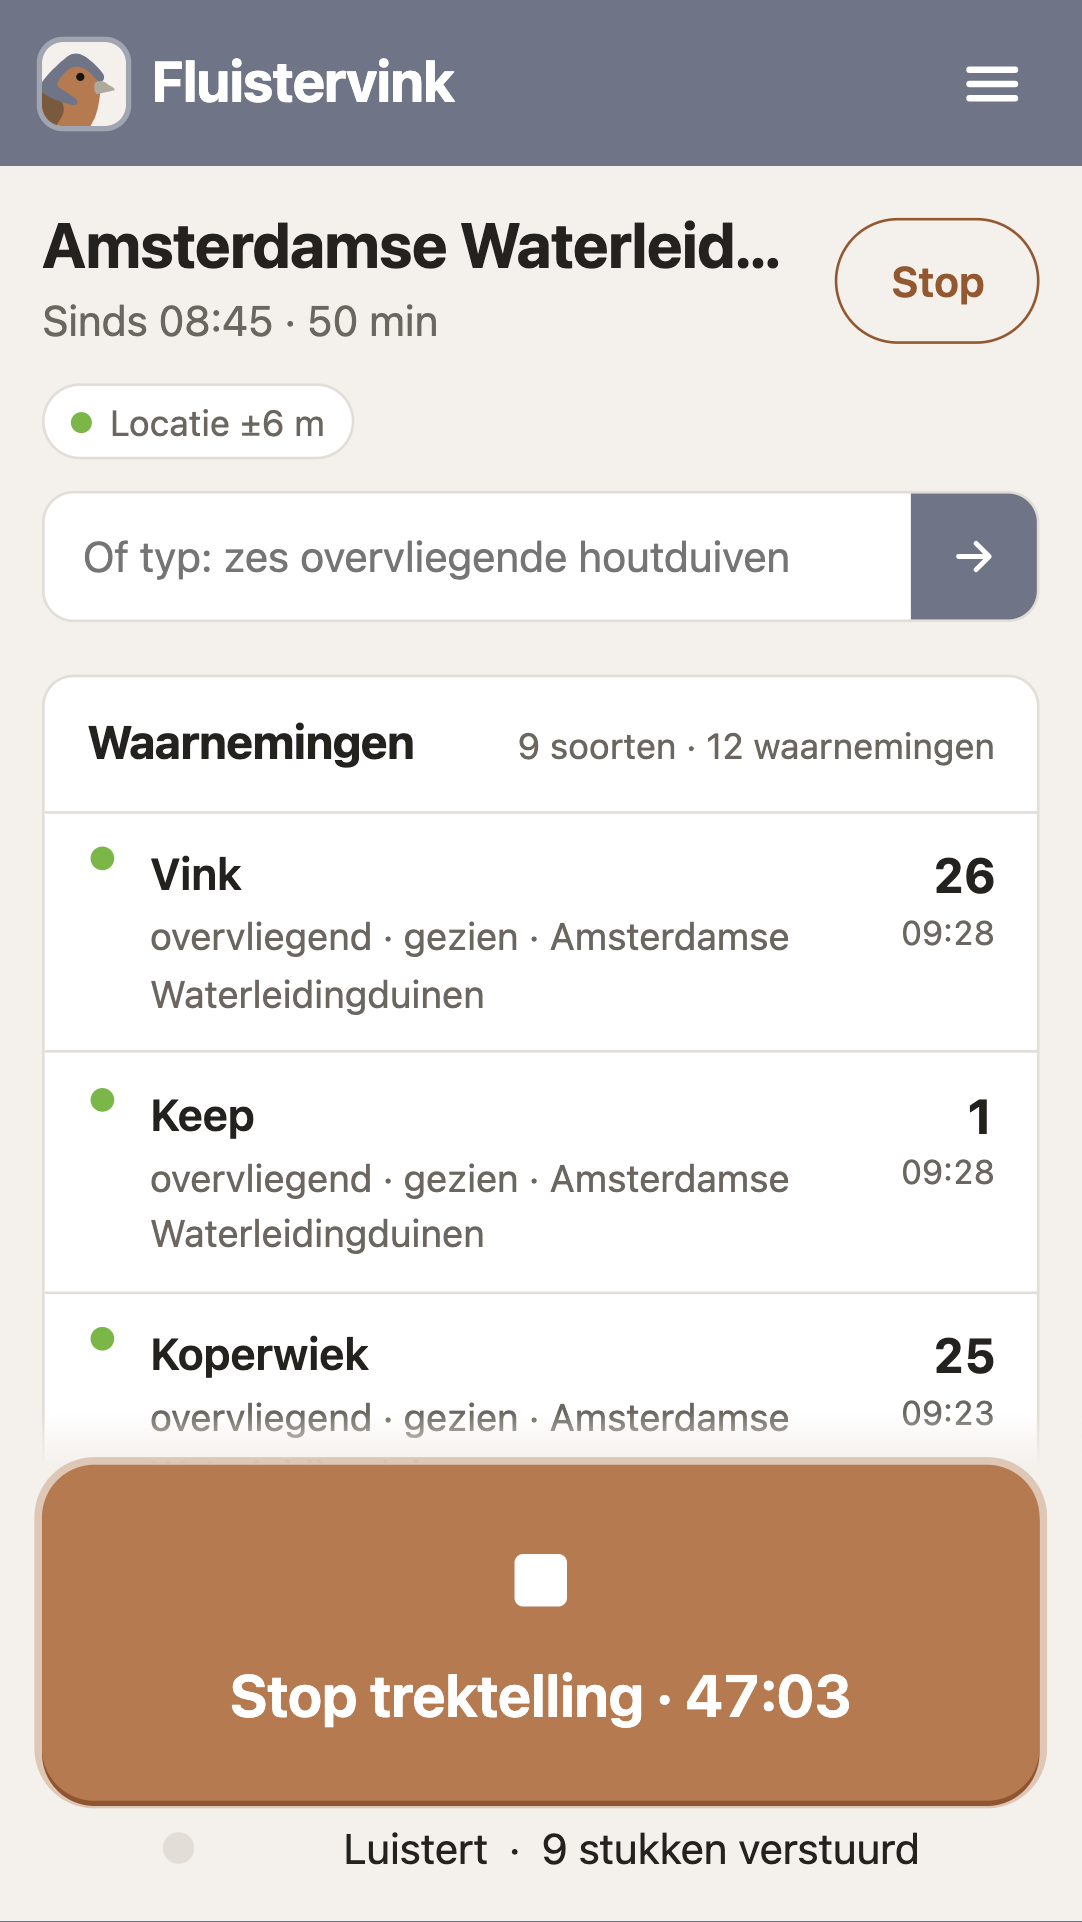 Fluistervink
Amsterdamse Waterleid...
Stop
Sinds 08:45 · 50 min
Locatie ±6 m
Of typ: zes overvliegende houtduiven
Waarnemingen
9 soorten · 12 waarnemingen
Vink
26
overvliegend · gezien · Amsterdamse
09:28
Waterleidingduinen
Keep
1
overvliegend · gezien · Amsterdamse
09:28
Waterleidingduinen
Koperwiek
25
overvliegend · gezien · Amsterdamse
09:23
Stop trektelling · 47:03
Luistert · 9 stukken verstuurd